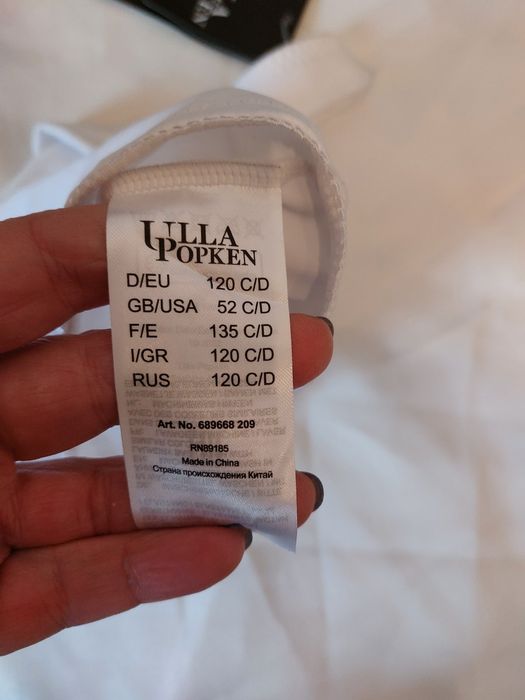 ULLA
POPKEN
D/EU 120 C/D
GB/USA 52 C/D
F/E 135 C/D
I/GR 120 C/D
RUS 120 C/D
Art. No. 689668 209
RN89185
Made in China
Страна происхождения Китай